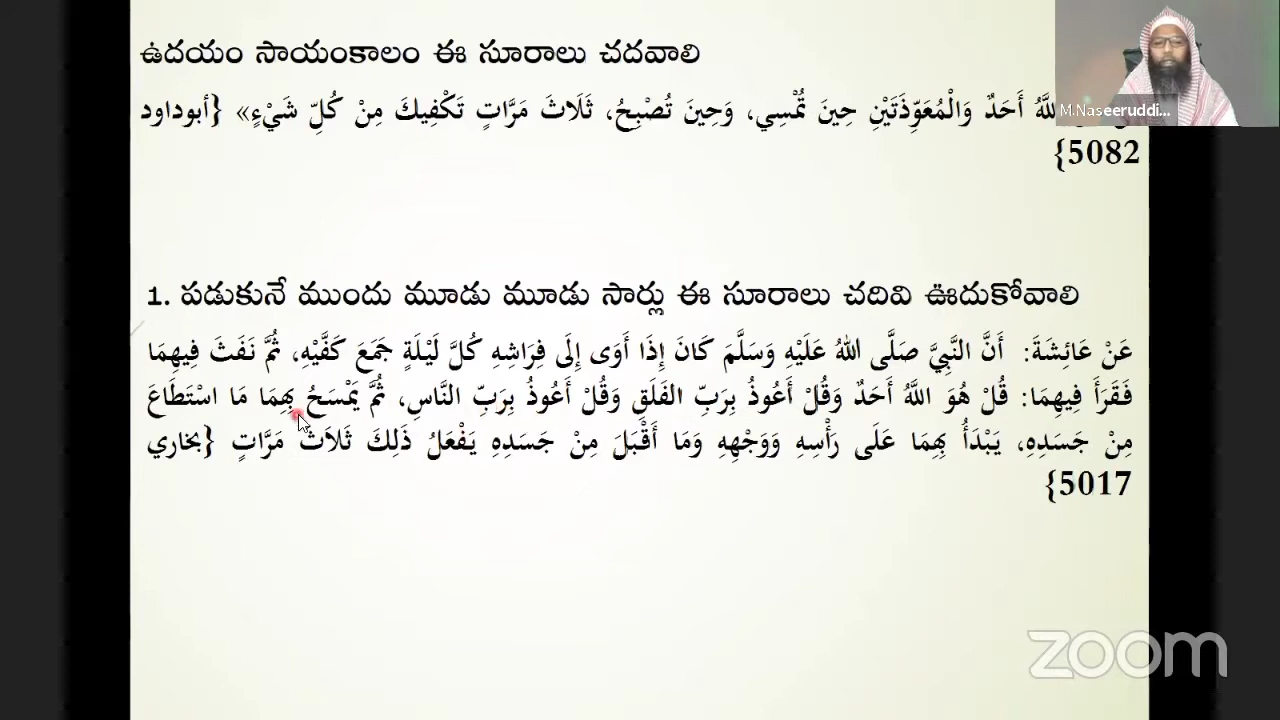 ఉదయం సాయంకాలం ఈ సూరాలు చదవాలి
اللَّهُ أَحَدٌ وَالْمُعَوِّذَتَيْنِ حِينَ تُمْسِي، وَحِينَ تُصْبِحُ، ثَلَاثَ مَرَّاتٍ تَكْفِيكَ مِنْ كُلِّ شَيْءٍ» {أبوداود
5082}
M.Naseeruddi...
1. పడుకునే ముందు మూడు మూడు సార్లు ఈ సూరాలు చదివి ఊదుకోవాలి
عَنْ عَائِشَةَ: أَنَّ النَّبِيَّ صَلَّى اللهُ عَلَيْهِ وَسَلَّمَ كَانَ إِذَا أَوَى إِلَى فِرَاشِهِ كُلَّ لَيْلَةٍ جَمَعَ كَفَّيْهِ، ثُمَّ نَفَثَ فِيهِمَا
فَقَرَأَ فِيهِمَا: قُلْ هُوَ اللَّهُ أَحَدٌ وَقُلْ أَعُوذُ بِرَبِّ الفَلَقِ وَقُلْ أَعُوذُ بِرَبِّ النَّاسِ، ثُمَّ يَمْسَحُ بِهِمَا مَا اسْتَطَاعَ
مِنْ جَسَدِهِ، يَبْدَأُ بِهِمَا عَلَى رَأْسِهِ وَوَجْهِهِ وَمَا أَقْبَلَ مِنْ جَسَدِهِ يَفْعَلُ ذَلِكَ ثَلاَثَ مَرَّاتٍ {بخاري
5017}
zoom